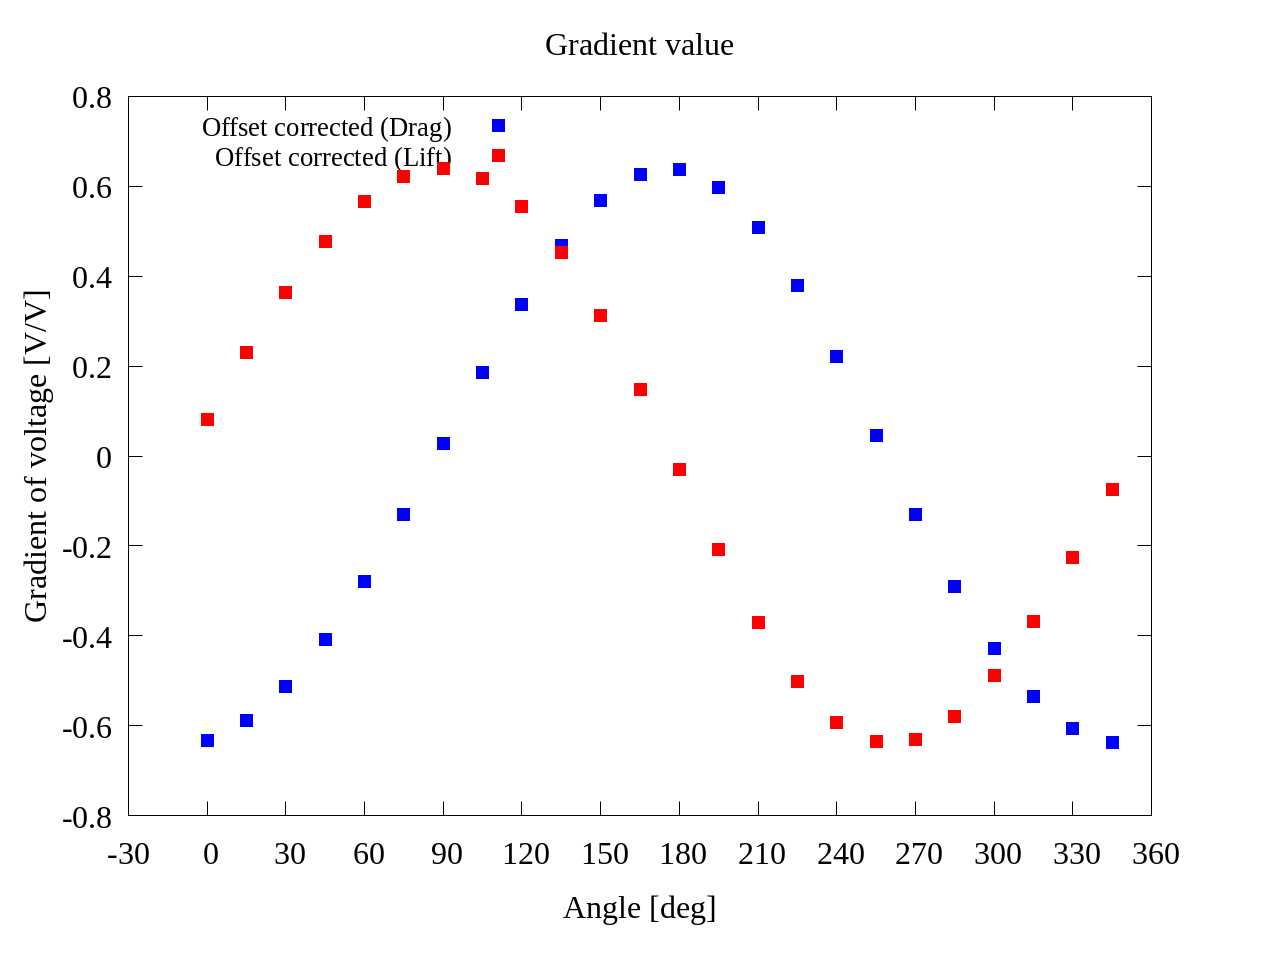 Gradient value
Offset corrected (Drag)
Offset corrected (Lift)
0.8
0.6
0.4
0.2
0
-0.2
-0.4
-0.6
-0.8
Gradient of voltage [V/V]
-30 0 30 60 90 120 150 180 210 240 270 300 330 360
Angle [deg]